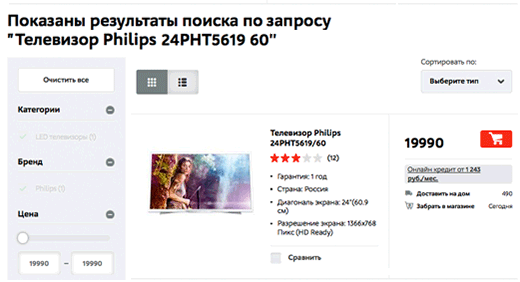 Показаны результаты поиска по запросу
"Телевизор Philips 24PHT5619 60"
Сортировать по:
Очистить все
Выберите тип
Категории
LED телевизоры (1)
Бренд
Philips (1)
Цена
19990 – 19990
Телевизор Philips
24PHT5619/60
(12)
Гарантия: 1 год
Страна: Россия
Диагональ экрана: 24"(60.9
см)
Разрешение экрана: 1366x768
Пикс (HD Ready)
Сравнить
19990
Онлайн кредит от 1 243
руб/мес.
Доставить на дом 490
Забрать в магазине Сегодня